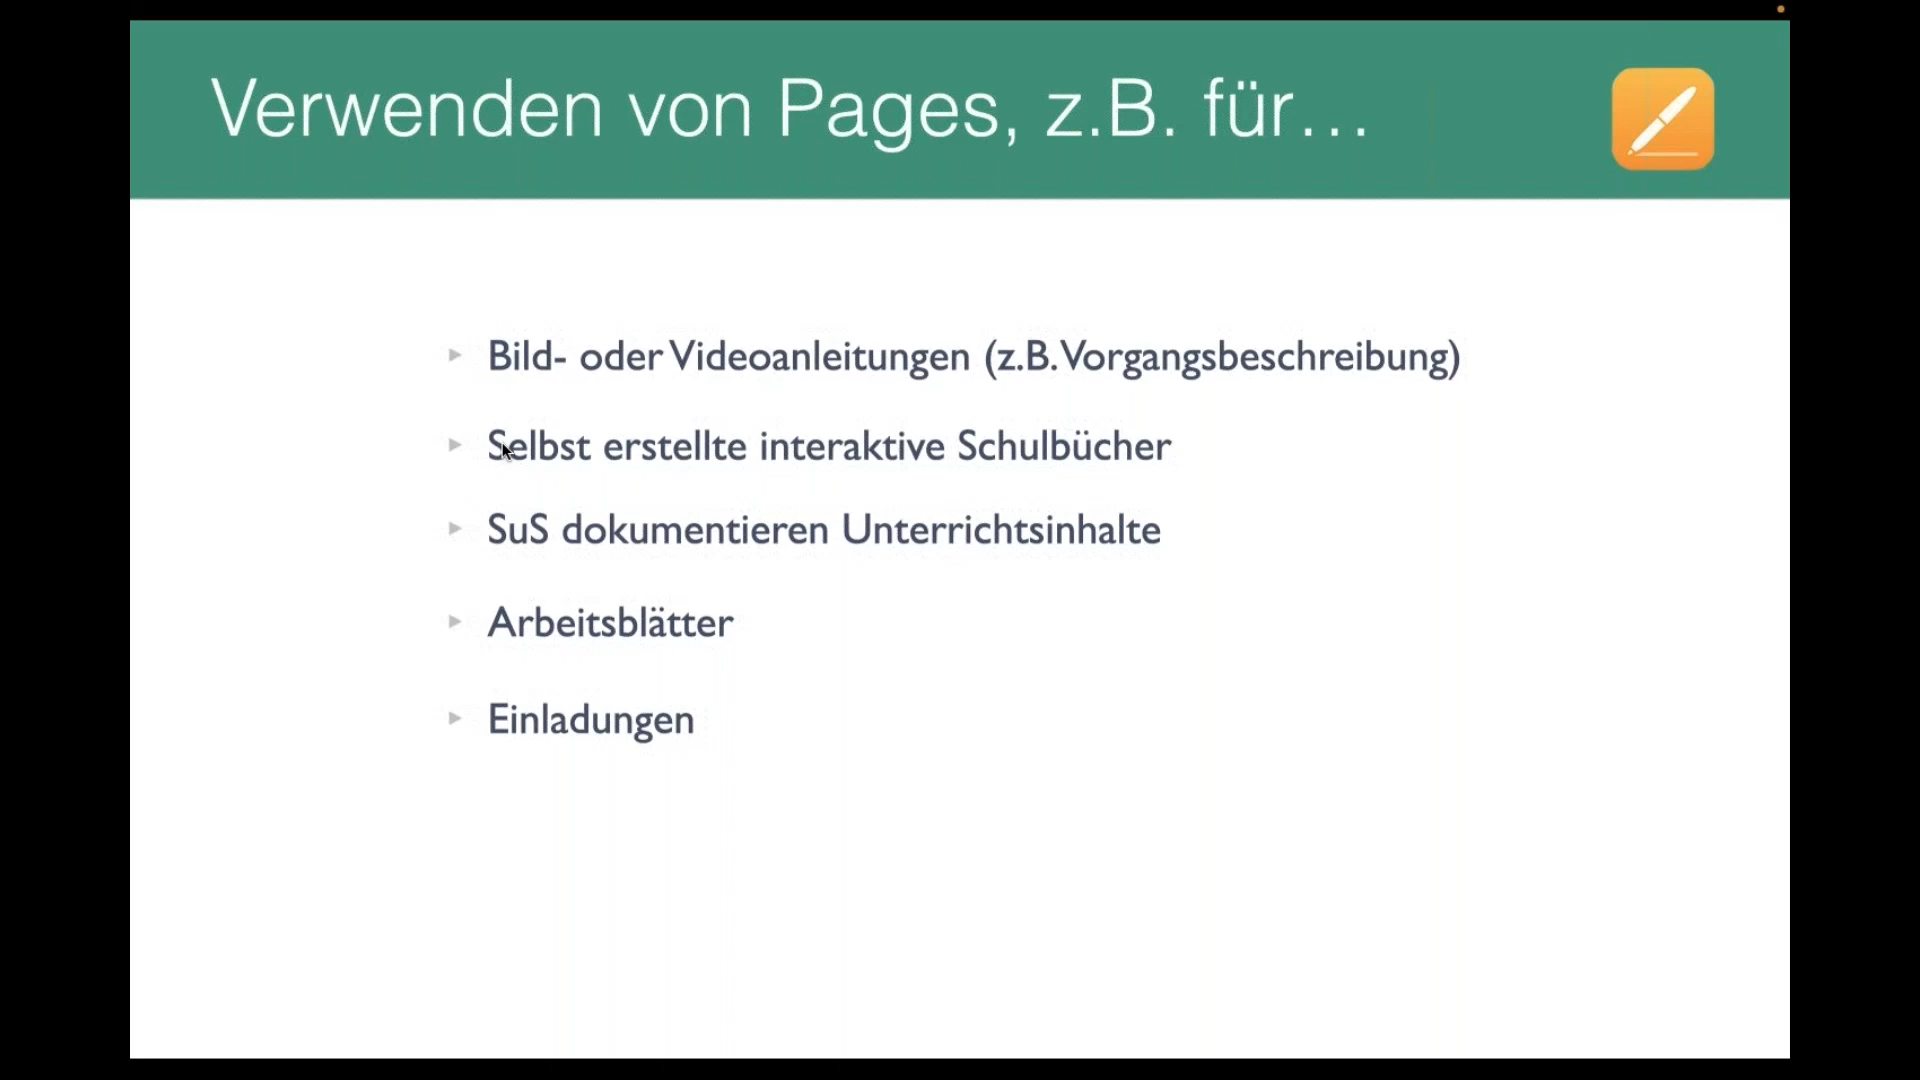 Verwenden von Pages, z.B. für...
Bild- oder Videoanleitungen (z.B. Vorgangsbeschreibung)
Selbst erstellte interaktive Schulbücher
SuS dokumentieren Unterrichtsinhalte
Arbeitsblätter
Einladungen